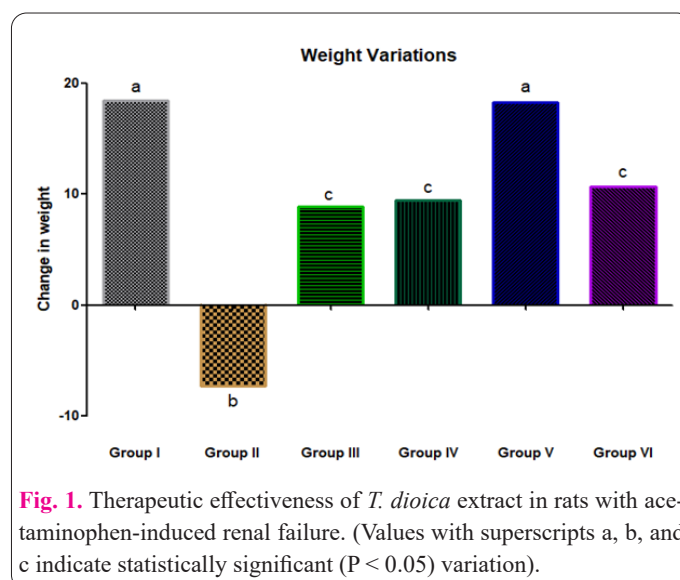 Weight Variations
Change in weight
20
10
0
-10
a
b
c
c
a
c
Group I Group II Group III Group IV Group V Group VI
Fig. 1. Therapeutic effectiveness of T. dioica extract in rats with ace-
taminophen-induced renal failure. (Values with superscripts a, b, and
c indicate statistically significant (P < 0.05) variation).